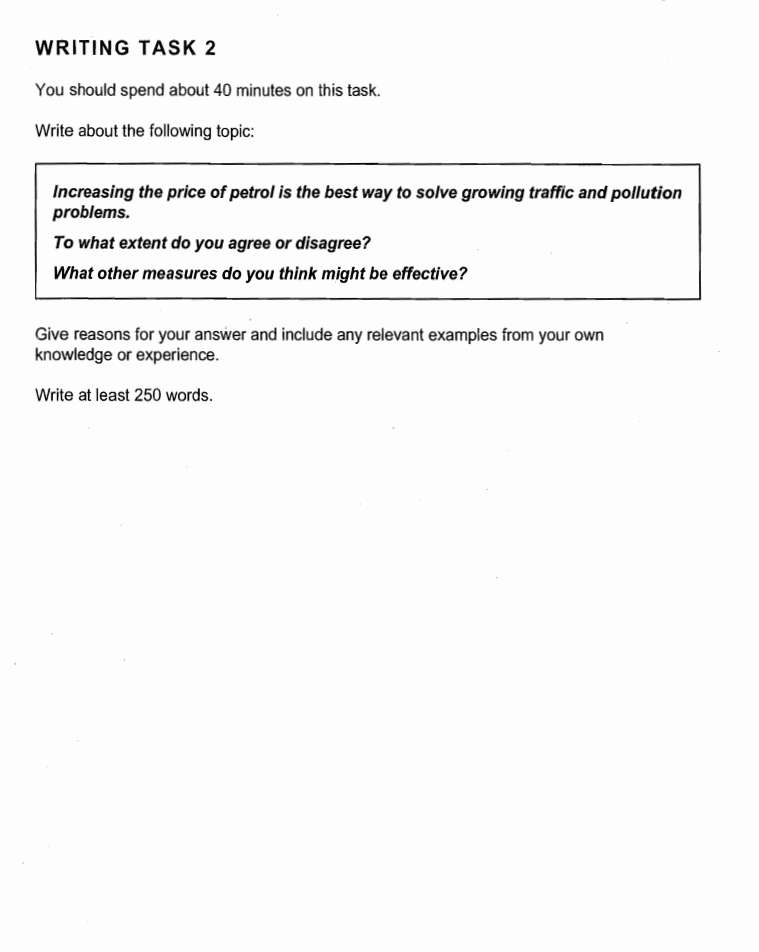 WRITING TASK 2
You should spend about 40 minutes on this task.
Write about the following topic:
Increasing the price of petrol is the best way to solve growing traffic and pollution
problems.
To what extent do you agree or disagree?
What other measures do you think might be effective?
Give reasons for your answer and include any relevant examples from your own
knowledge or experience.
Write at least 250 words.